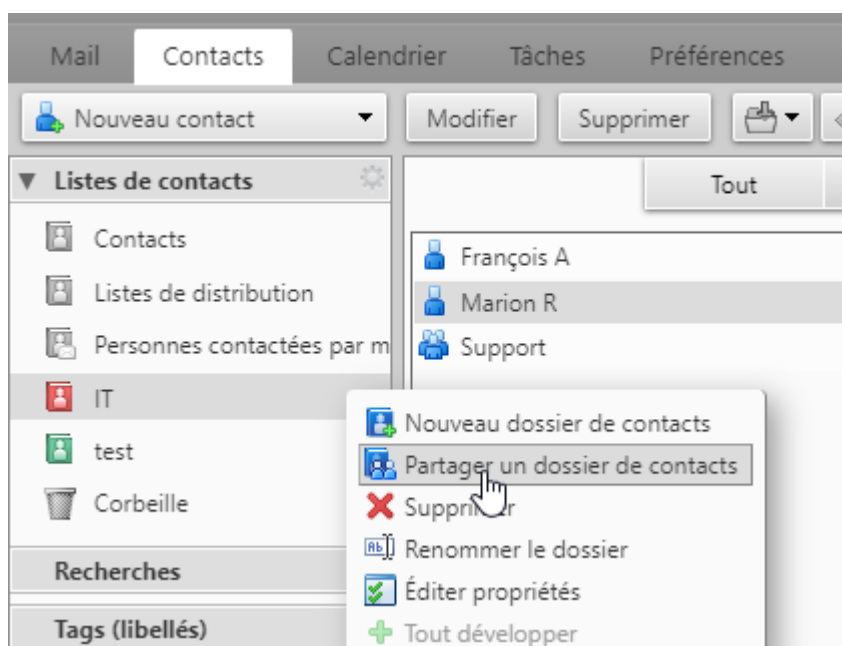 Mail Contacts Calendrier Tâches Préférences
Nouveau contact Modifier Supprimer
Listes de contacts
Tout
Contacts
Listes de distribution
Personnes contactées par m
IT
test
Corbeille
Recherches
Tags (libellés)
François A
Marion R
Support
Nouveau dossier de contacts
Partager un dossier de contacts
Supprimer
Renommer le dossier
Éditer propriétés
Tout développer